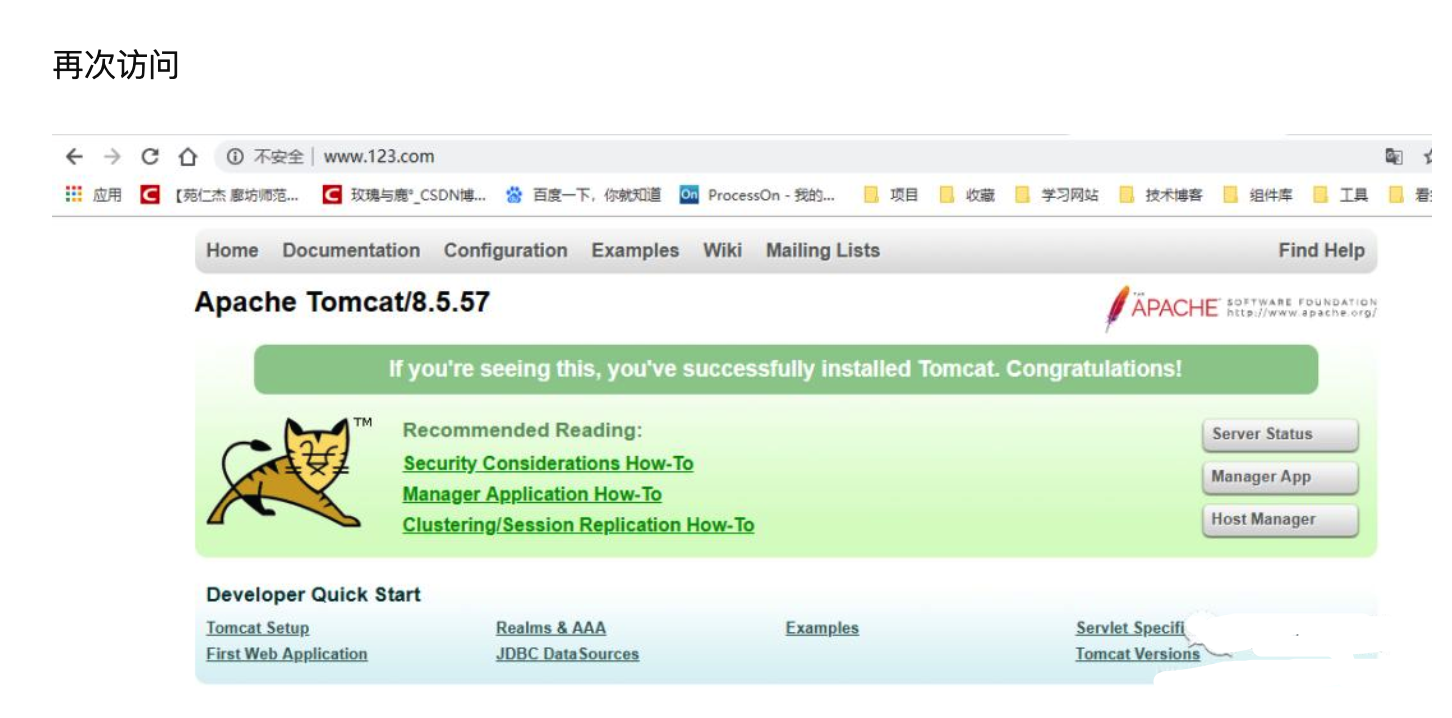 再次访问
不安全 | www.123.com
应用 【苑仁杰 廊坊师范... 玫瑰与鹿°_CSDN博... 百度一下，你就知道 On ProcessOn - 我的... 项目 收藏 学习网站 技术博客 组件库 工具
Home Documentation Configuration Examples Wiki Mailing Lists Find Help
Apache Tomcat/8.5.57
THE APACHE SOFTWARE FOUNDATION
http://www.apache.org/
If you're seeing this, you've successfully installed Tomcat. Congratulations!
TM
Recommended Reading:
Security Considerations How-To
Manager Application How-To
Clustering/Session Replication How-To
Server Status
Manager App
Host Manager
Developer Quick Start
Tomcat Setup Realms & AAA Examples Servlet Specifi
First Web Application JDBC DataSources Tomcat Versions